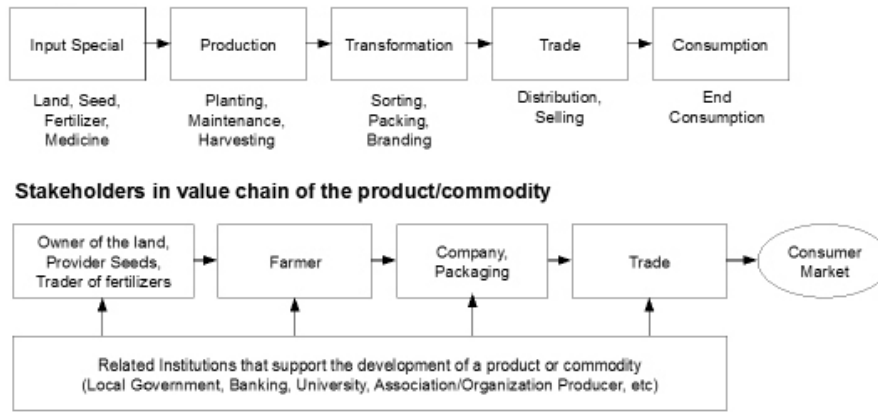 Input Special
Production
Transformation
Trade
Consumption
Land, Seed,
Fertilizer,
Medicine
Planting,
Maintenance,
Harvesting
Sorting,
Packing,
Branding
Distribution,
Selling
End
Consumption
Stakeholders in value chain of the product/commodity
Owner of the land,
Provider Seeds,
Trader of fertilizers
Farmer
Company,
Packaging
Trade
Consumer
Market
Related Institutions that support the development of a product or commodity
(Local Government, Banking, University, Association/Organization Producer, etc)